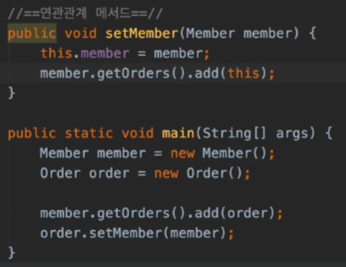 //==연관관계 메서드==//
public void setMember(Member member) {
this.member = member;
member.getOrders().add(this);
}
public static void main(String[] args) {
Member member = new Member();
Order order = new Order();
member.getOrders().add(order);
order.setMember(member);
}